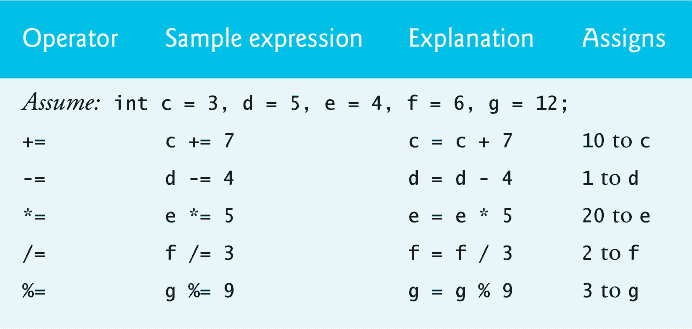 Operator Sample expression Explanation Assigns
Assume: int c = 3, d = 5, e = 4, f = 6, g = 12;
+= c += 7 c = c + 7 10 to c
-= d -= 4 d = d - 4 1 to d
*= e *= 5 e = e * 5 20 to e
/= f /= 3 f = f / 3 2 to f
%= g %= 9 g = g % 9 3 to g